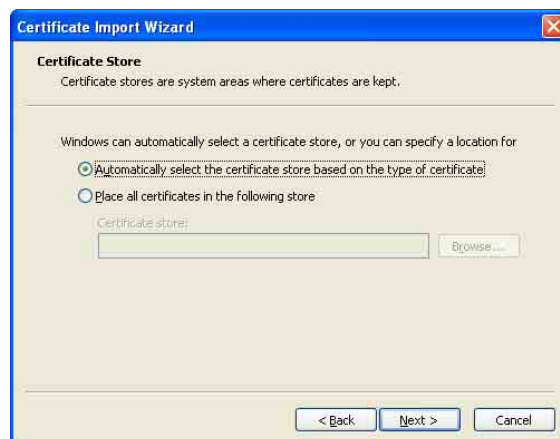 Certificate Import Wizard
Certificate Store
Certificate stores are system areas where certificates are kept.
Windows can automatically select a certificate store, or you can specify a location for
Automatically select the certificate store based on the type of certificate
Place all certificates in the following store
Certificate store:
Browse...
< Back Next > Cancel